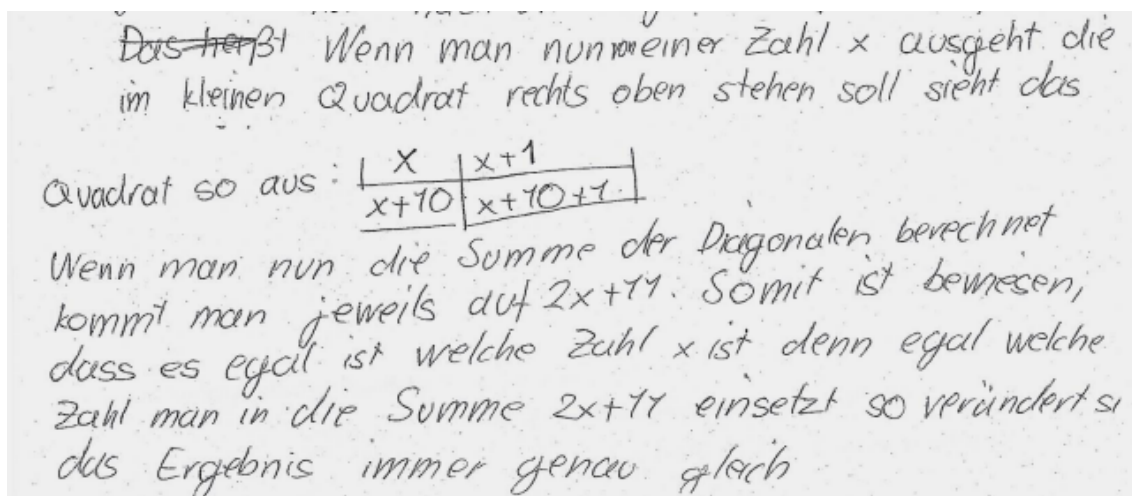 Das heißt Wenn man nun von einer Zahl x ausgeht die
im kleinen Quadrat rechts oben stehen soll sieht das
Quadrat so aus: x x+1
x+10 x+10+1
Wenn man nun die Summe der Diagonalen berechnet
kommt man jeweils auf 2x+11. Somit ist bewiesen,
dass es egal ist welche Zahl x ist denn egal welche
Zahl man in die Summe 2x+11 einsetzt so verändert si
das Ergebnis immer genau gleich